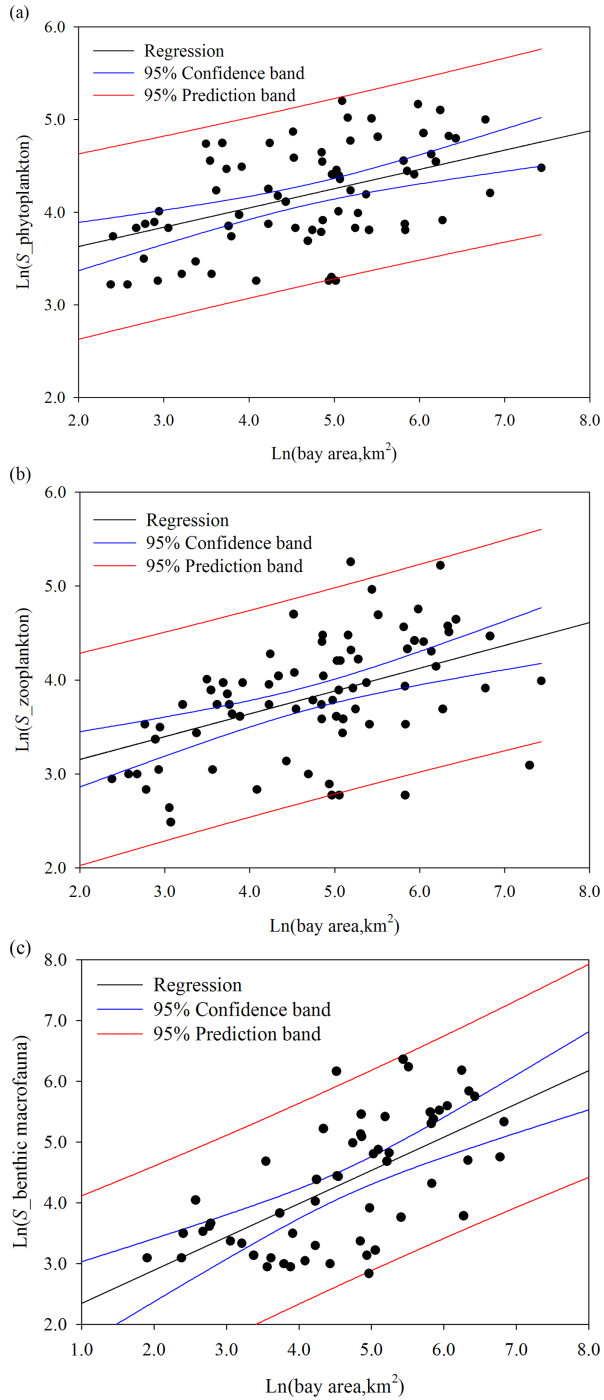 (a)
6.0
5.0
4.0
3.0
2.0
Ln(S_phytoplankton)
Regression
95% Confidence band
95% Prediction band
2.0 3.0 4.0 5.0 6.0 7.0 8.0
Ln(bay area,km²)
(b)
6.0
5.0
4.0
3.0
2.0
Ln(S_zooplankton)
Regression
95% Confidence band
95% Prediction band
2.0 3.0 4.0 5.0 6.0 7.0 8.0
Ln(bay area,km²)
(c)
8.0
7.0
6.0
5.0
4.0
3.0
2.0
Ln(S_benthic macrofauna)
Regression
95% Confidence band
95% Prediction band
1.0 2.0 3.0 4.0 5.0 6.0 7.0 8.0
Ln(bay area,km²)